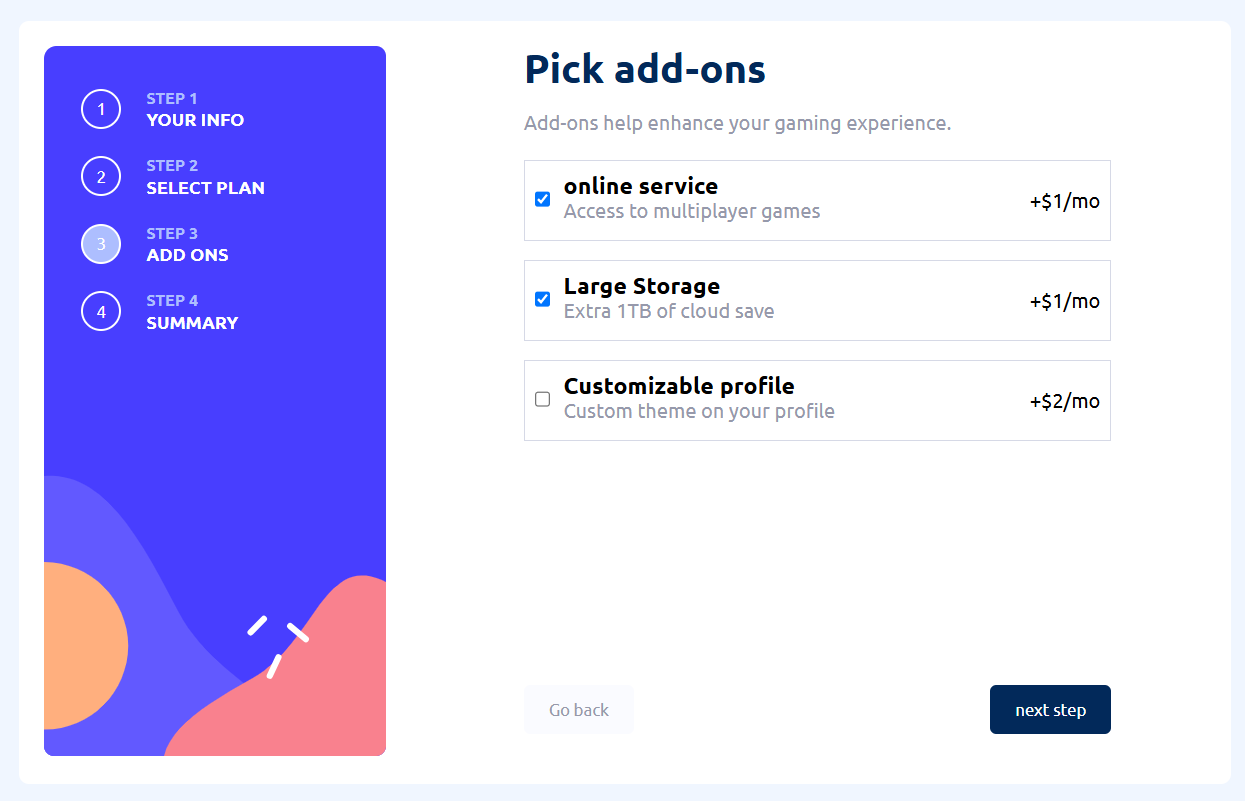 1
STEP 1
YOUR INFO
2
STEP 2
SELECT PLAN
3
STEP 3
ADD ONS
4
STEP 4
SUMMARY
Pick add-ons
Add-ons help enhance your gaming experience.
online service
Access to multiplayer games
+$1/mo
Large Storage
Extra 1TB of cloud save
+$1/mo
Customizable profile
Custom theme on your profile
+$2/mo
Go back
next step